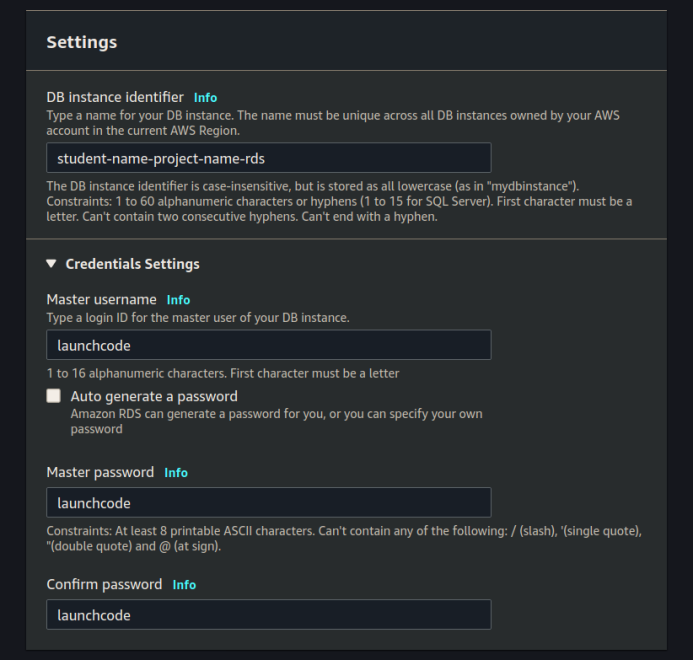 Settings
DB instance identifier Info
Type a name for your DB instance. The name must be unique across all DB instances owned by your AWS
account in the current AWS Region.
student-name-project-name-rds
The DB instance identifier is case-insensitive, but is stored as all lowercase (as in "mydbinstance").
Constraints: 1 to 60 alphanumeric characters or hyphens (1 to 15 for SQL Server). First character must be a
letter. Can't contain two consecutive hyphens. Can't end with a hyphen.
Credentials Settings
Master username Info
Type a login ID for the master user of your DB instance.
launchcode
1 to 16 alphanumeric characters. First character must be a letter
Auto generate a password
Amazon RDS can generate a password for you, or you can specify your own
password
Master password Info
launchcode
Constraints: At least 8 printable ASCII characters. Can't contain any of the following: / (slash), '(single quote),
"(double quote) and @ (at sign).
Confirm password Info
launchcode